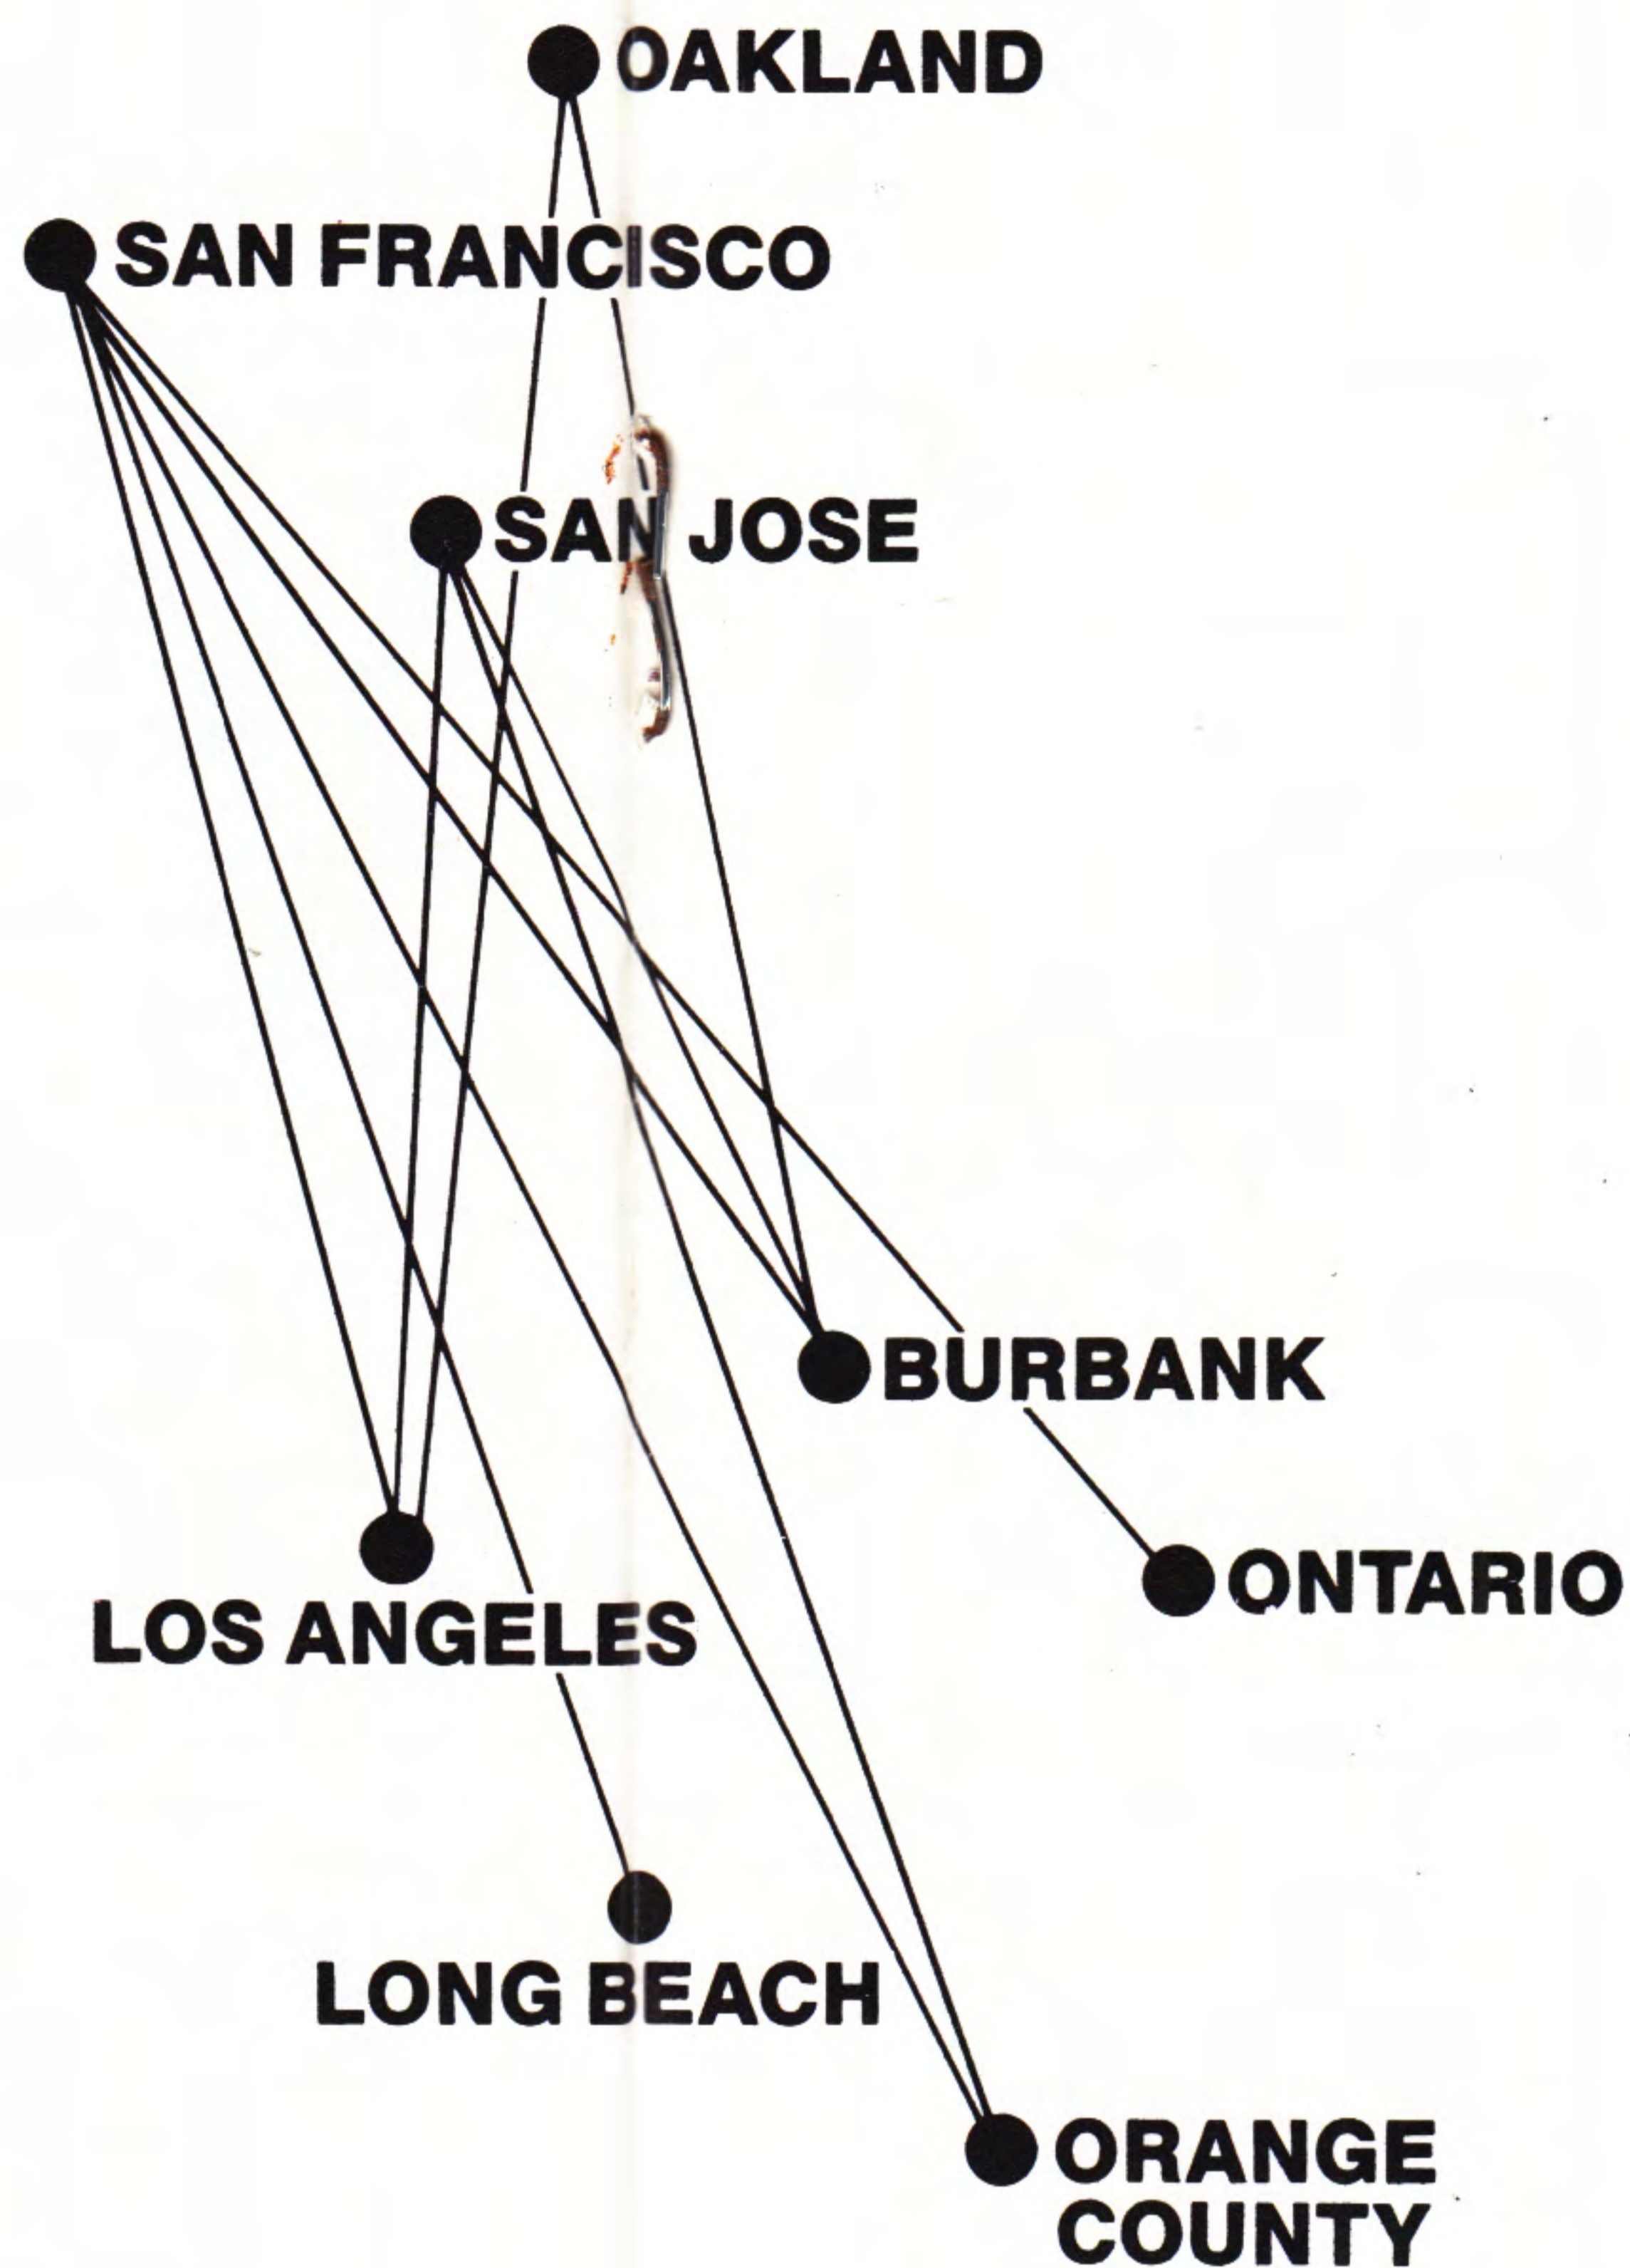 OAKLAND
SAN FRANCISCO
SAN JOSE
BURBANK
ONTARIO
LOS ANGELES
LONG BEACH
ORANGE
COUNTY